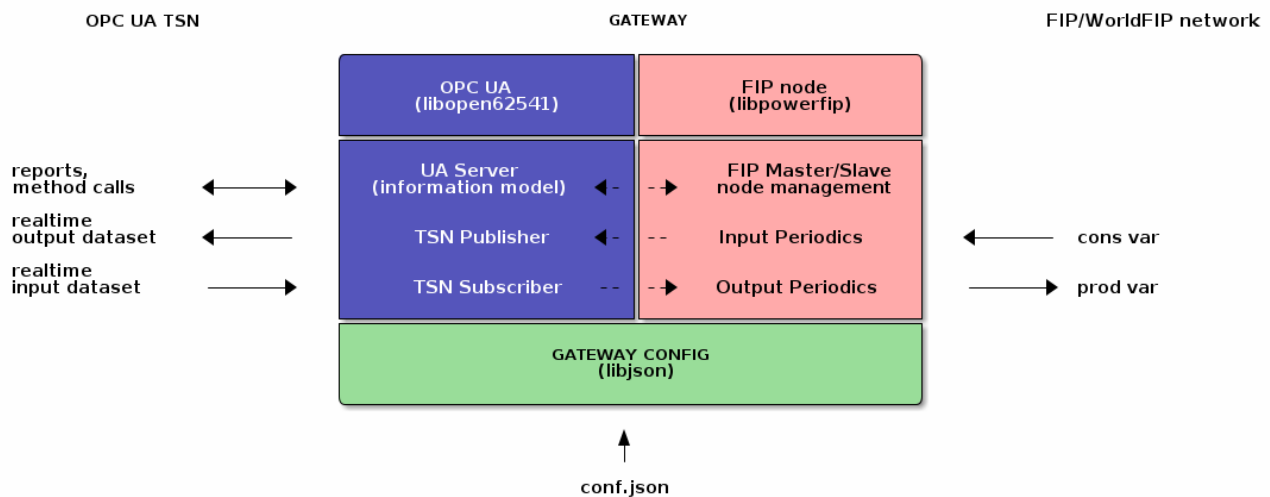 OPC UA TSN
GATEWAY
FIP/WorldFIP network
OPC UA
(libopen62541)
FIP node
(libpowerfip)
reports,
method calls
UA Server
(information model)
FIP Master/Slave
node management
realtime
output dataset
TSN Publisher
Input Periodics
cons var
realtime
input dataset
TSN Subscriber
Output Periodics
prod var
GATEWAY CONFIG
(libjson)
conf.json